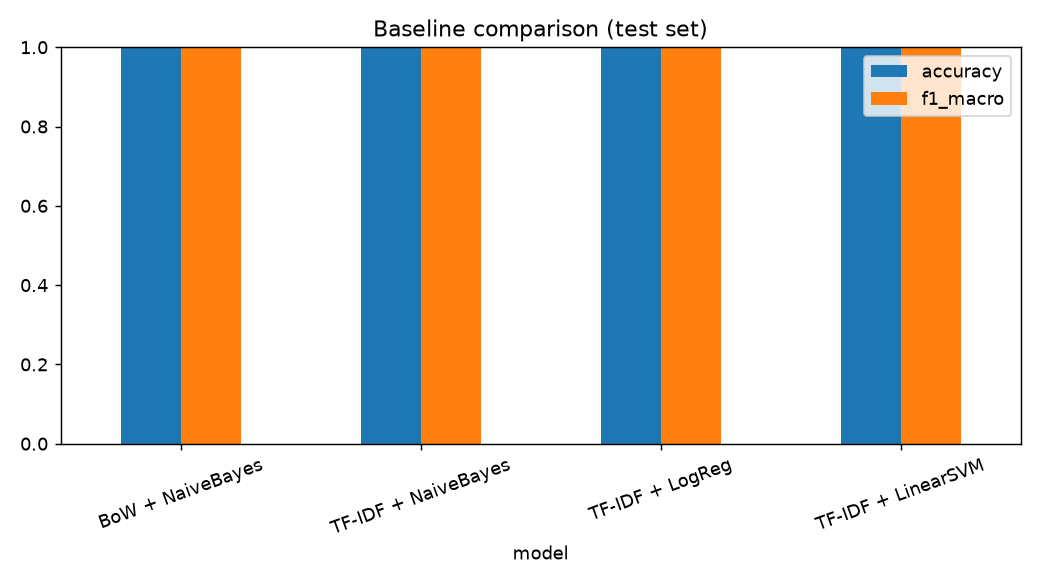 Baseline comparison (test set)
1.0
0.8
0.6
0.4
0.2
0.0
accuracy
f1_macro
BoW + NaiveBayes
TF-IDF + NaiveBayes
TF-IDF + LogReg
TF-IDF + LinearSVM
model